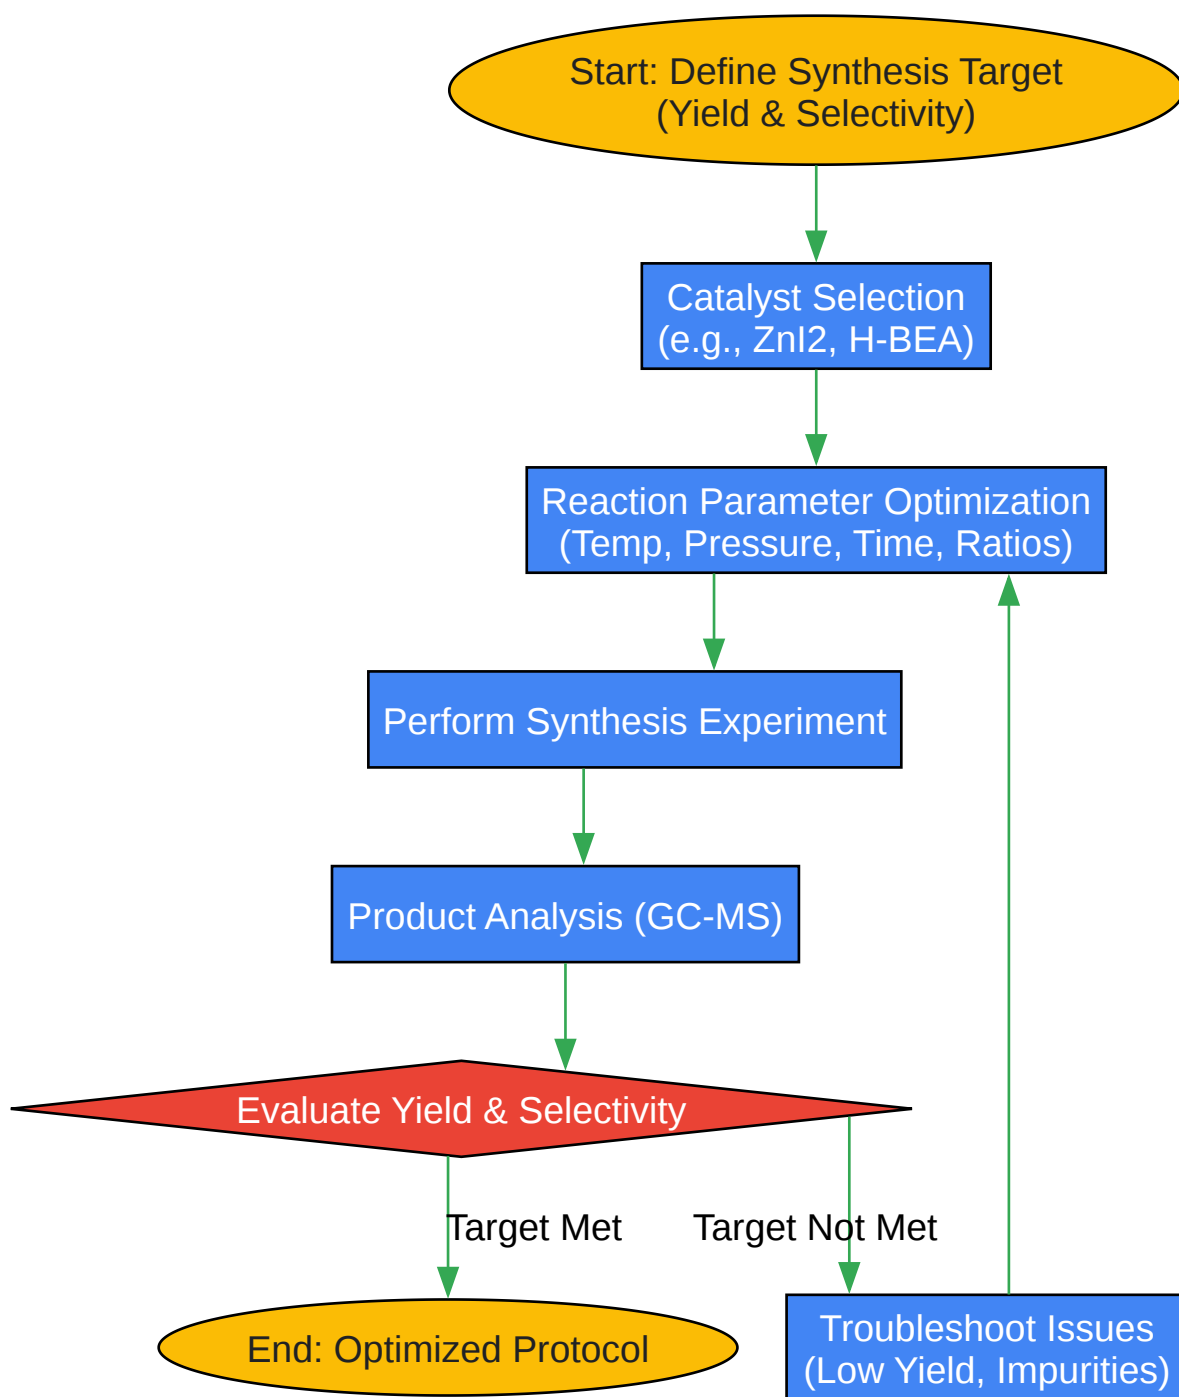 Start: Define Synthesis Target
(Yield & Selectivity)
Catalyst Selection
(e.g., ZnI2, H-BEA)
Reaction Parameter Optimization
(Temp, Pressure, Time, Ratios)
Perform Synthesis Experiment
Product Analysis (GC-MS)
Evaluate Yield & Selectivity
Target Met
Target Not Met
End: Optimized Protocol
Troubleshoot Issues
(Low Yield, Impurities)